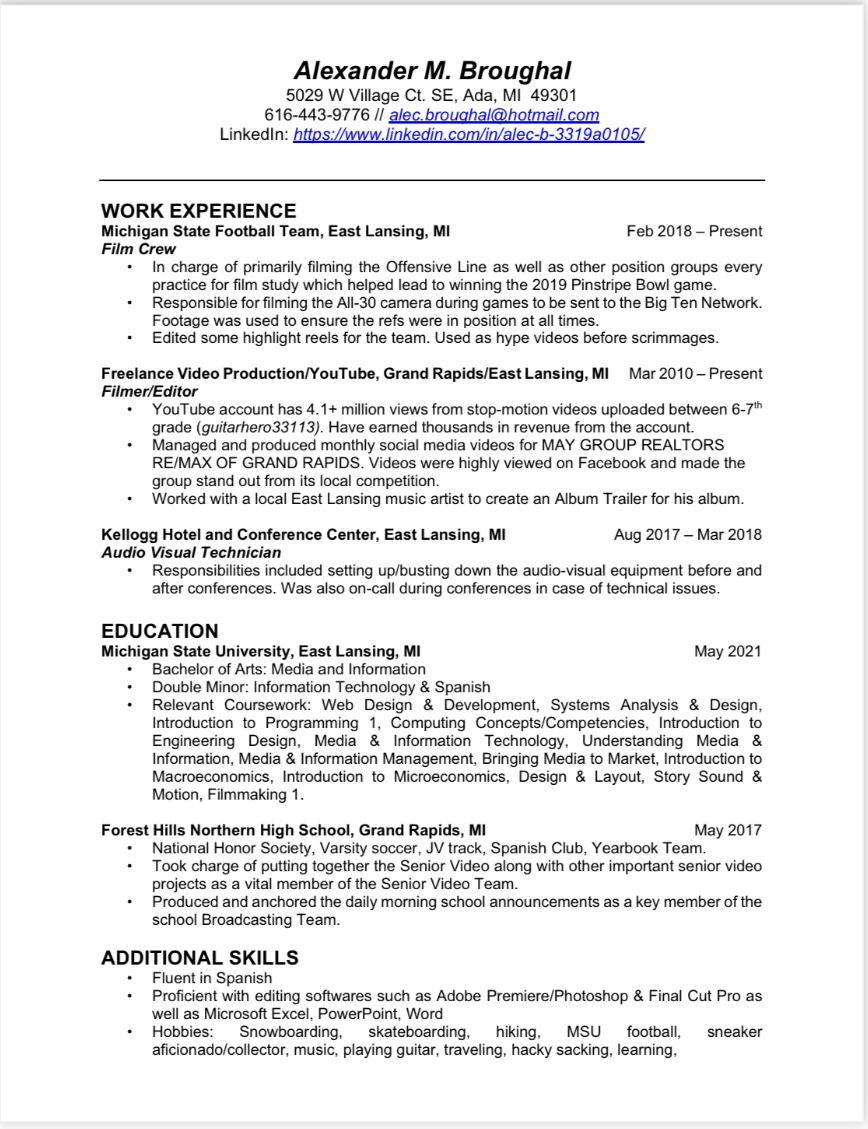 Alexander M. Broughal
5029 W Village Ct. SE, Ada, MI 49301
616-443-9776 // alec.broughal@hotmail.com
LinkedIn: https://www.linkedin.com/in/alec-b-3319a0105/
WORK EXPERIENCE
Michigan State Football Team, East Lansing, MI Feb 2018 – Present
Film Crew
• In charge of primarily filming the Offensive Line as well as other position groups every
practice for film study which helped lead to winning the 2019 Pinstripe Bowl game.
• Responsible for filming the All-30 camera during games to be sent to the Big Ten Network.
Footage was used to ensure the refs were in position at all times.
• Edited some highlight reels for the team. Used as hype videos before scrimmages.
Freelance Video Production/YouTube, Grand Rapids/East Lansing, MI Mar 2010 – Present
Filmer/Editor
• YouTube account has 4.1+ million views from stop-motion videos uploaded between 6-7th
grade (guitarhero33113). Have earned thousands in revenue from the account.
• Managed and produced monthly social media videos for MAY GROUP REALTORS
RE/MAX OF GRAND RAPIDS. Videos were highly viewed on Facebook and made the
group stand out from its local competition.
• Worked with a local East Lansing music artist to create an Album Trailer for his album.
Kellogg Hotel and Conference Center, East Lansing, MI Aug 2017 – Mar 2018
Audio Visual Technician
• Responsibilities included setting up/busting down the audio-visual equipment before and
after conferences. Was also on-call during conferences in case of technical issues.
EDUCATION
Michigan State University, East Lansing, MI May 2021
• Bachelor of Arts: Media and Information
• Double Minor: Information Technology & Spanish
• Relevant Coursework: Web Design & Development, Systems Analysis & Design,
Introduction to Programming 1, Computing Concepts/Competencies, Introduction to
Engineering Design, Media & Information Technology, Understanding Media &
Information, Media & Information Management, Bringing Media to Market, Introduction to
Macroeconomics, Introduction to Microeconomics, Design & Layout, Story Sound &
Motion, Filmmaking 1.
Forest Hills Northern High School, Grand Rapids, MI May 2017
• National Honor Society, Varsity soccer, JV track, Spanish Club, Yearbook Team.
• Took charge of putting together the Senior Video along with other important senior video
projects as a vital member of the Senior Video Team.
• Produced and anchored the daily morning school announcements as a key member of the
school Broadcasting Team.
ADDITIONAL SKILLS
• Fluent in Spanish
• Proficient with editing softwares such as Adobe Premiere/Photoshop & Final Cut Pro as
well as Microsoft Excel, PowerPoint, Word
• Hobbies: Snowboarding, skateboarding, hiking, MSU football, sneaker
aficionado/collector, music, playing guitar, traveling, hacky sacking, learning,